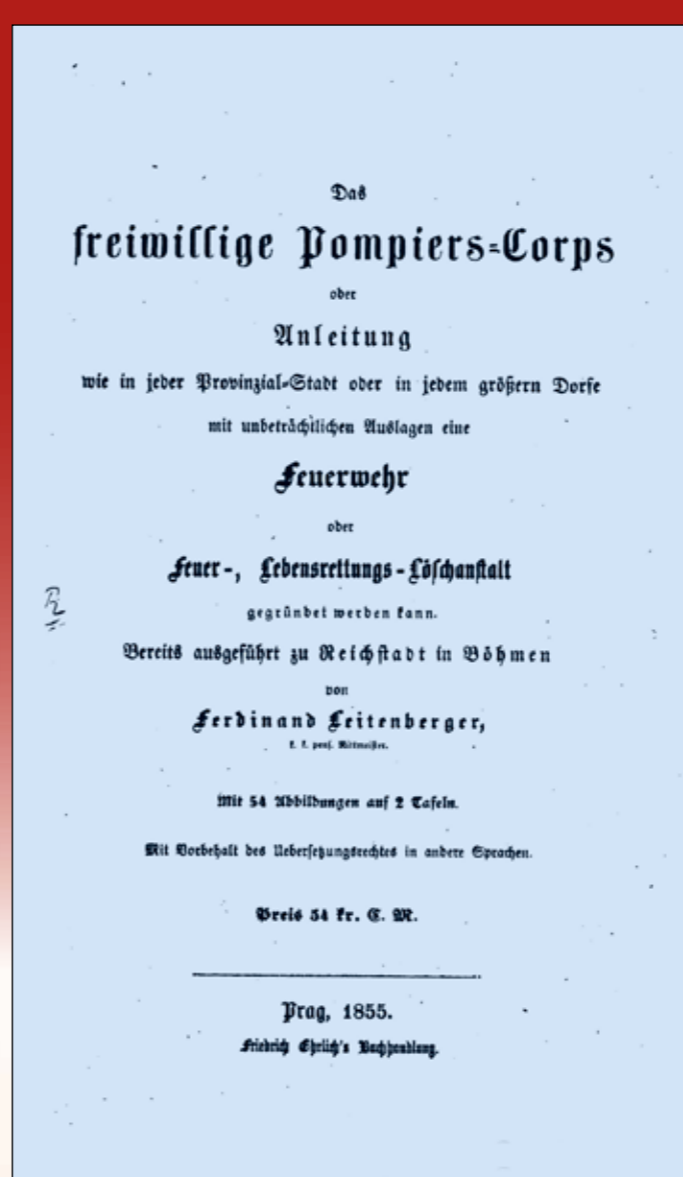 Das
freiwillige Pompiers-Corps
oder
Anleitung
wie in jeder Provinzial-Stadt oder in jedem größern Dorfe
mit unbeträchtlichen Auslagen eine
Feuerwehr
oder
Feuer-, Lebensrettungs-Löschanstalt
gegründet werden kann.
Bereits ausgeführt zu Reichstadt in Böhmen
von
Ferdinand Leitenberger,
k. k. pens. Rittmeister.
Mit 54 Abbildungen auf 2 Tafeln.
Mit Vorbehalt des Uebersetzungsrechtes in andere Sprachen.
Preis 54 kr. C. M.
Prag, 1855.
Friedrich Ehrlich's Buchhandlung.